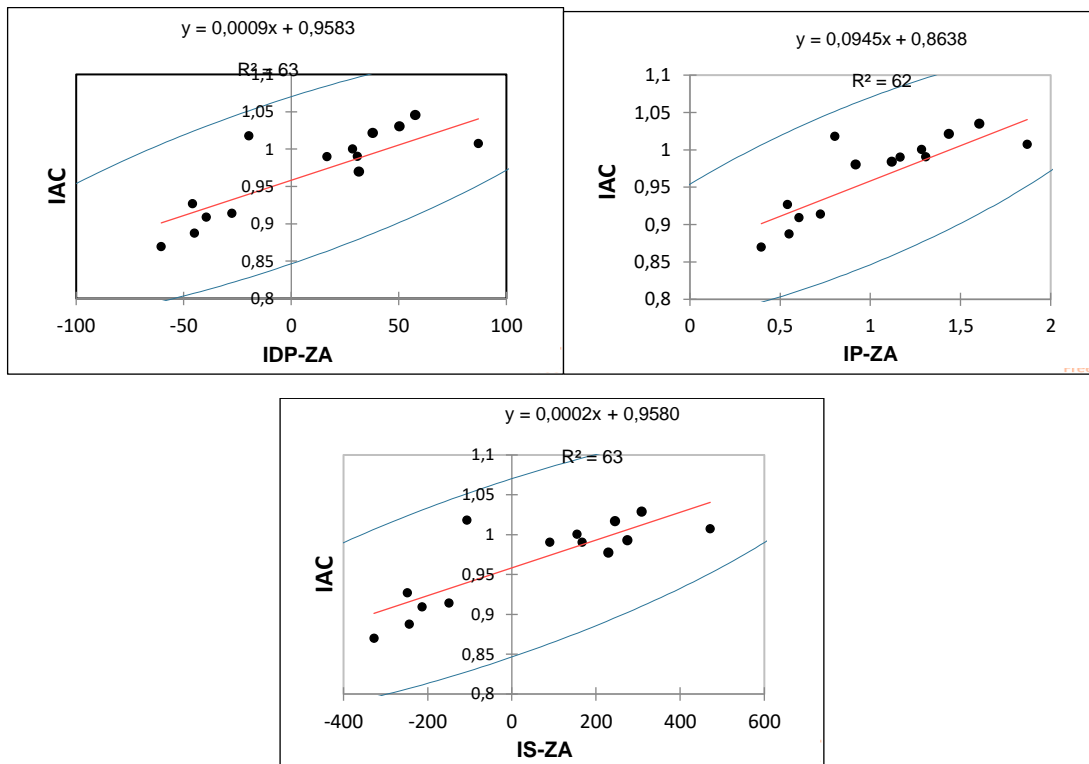 y = 0,0009x + 0,9583
R² = 63
1,1
1,05
1
0,95
0,9
0,85
0,8
-100 -50 0 50 100
IAC
IDP-ZA
y = 0,0945x + 0,8638
R² = 62
1,1
1,05
1
0,95
0,9
0,85
0,8
0 0,5 1 1,5 2
IAC
IP-ZA
y = 0,0002x + 0,9580
R² = 63
1,1
1,05
1
0,95
0,9
0,85
0,8
-400 -200 0 200 400 600
IAC
IS-ZA